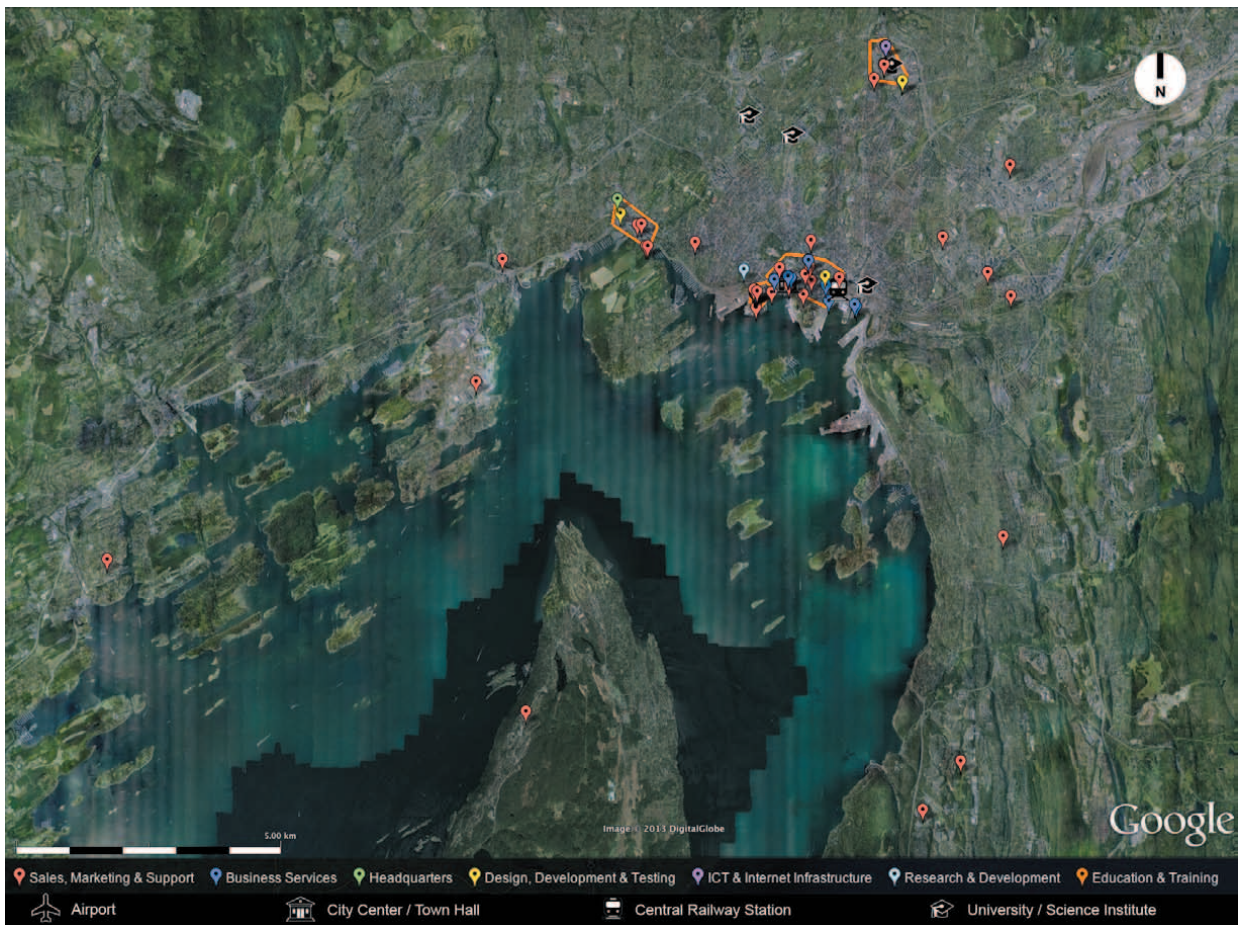 N
5.00 km
Image © 2013 DigitalGlobe
Google
Sales, Marketing & Support Business Services Headquarters Design, Development & Testing ICT & Internet Infrastructure Research & Development Education & Training
Airport City Center / Town Hall Central Railway Station University / Science Institute